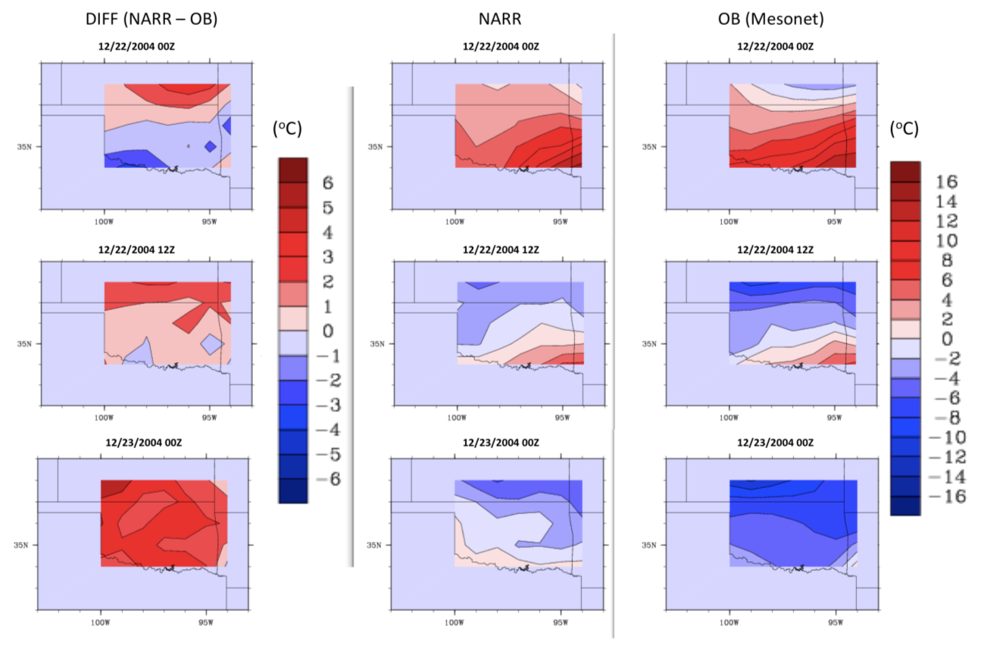 DIFF (NARR – OB) NARR OB (Mesonet)
12/22/2004 00Z 12/22/2004 00Z 12/22/2004 00Z
35N 35N 35N
100W 95W 100W 95W 100W 95W
(°C) (°C)
6
5
4
3
2
1
0
−1
−2
−3
−4
−5
−6
16
14
12
10
8
6
4
2
0
−2
−4
−6
−8
−10
−12
−14
−16
12/22/2004 12Z 12/22/2004 12Z 12/22/2004 12Z
35N 35N 35N
100W 95W 100W 95W 100W 95W
12/23/2004 00Z 12/23/2004 00Z 12/23/2004 00Z
35N 35N 35N
100W 95W 100W 95W 100W 95W